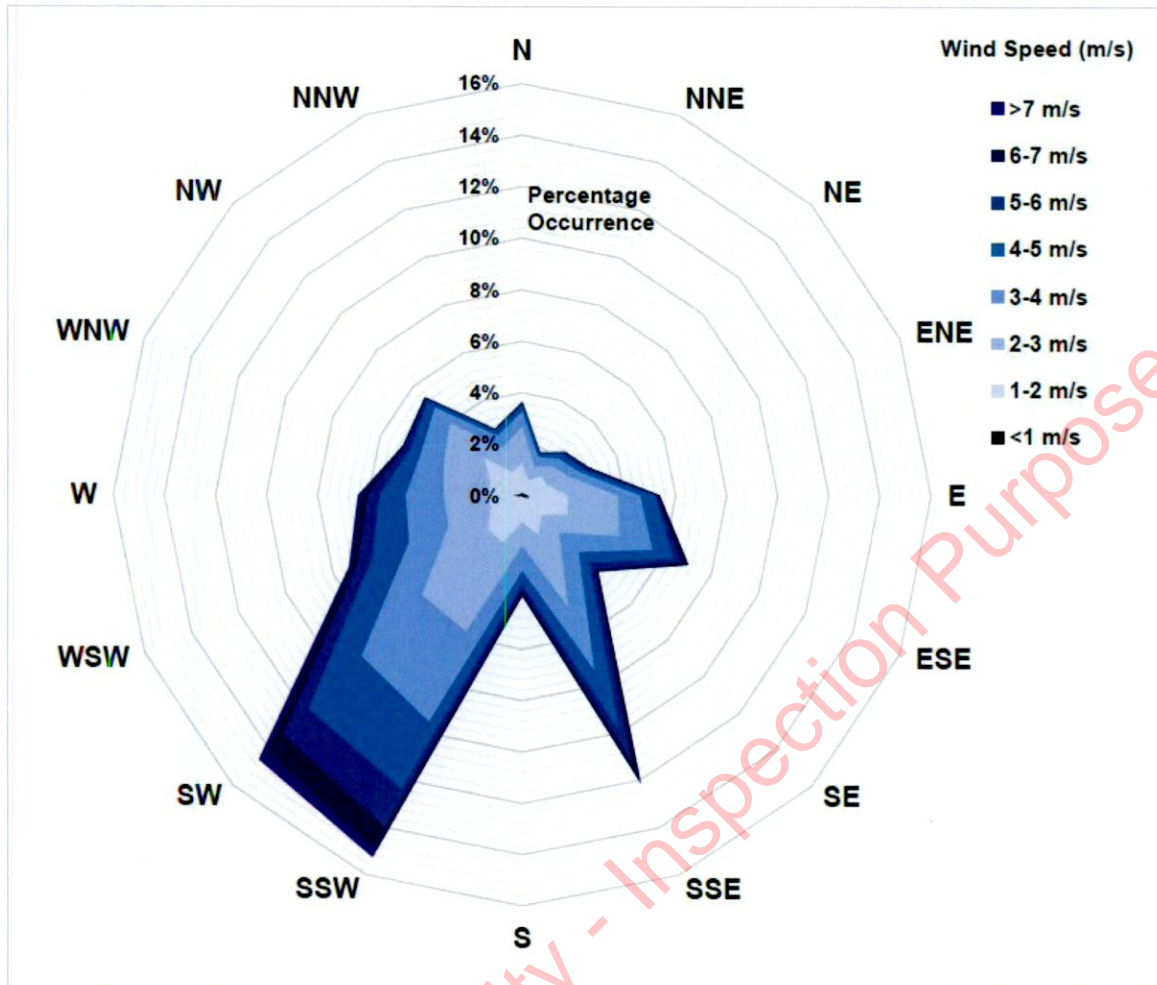 N
NNE
NE
ENE
E
ESE
SE
SSE
S
SSW
SW
WSW
W
WNW
NW
NNW
16%
14%
12%
10%
8%
6%
4%
2%
0%
Percentage
Occurrence
Wind Speed (m/s)
>7 m/s
6-7 m/s
5-6 m/s
4-5 m/s
3-4 m/s
2-3 m/s
1-2 m/s
<1 m/s
ity - Inspection Purpose